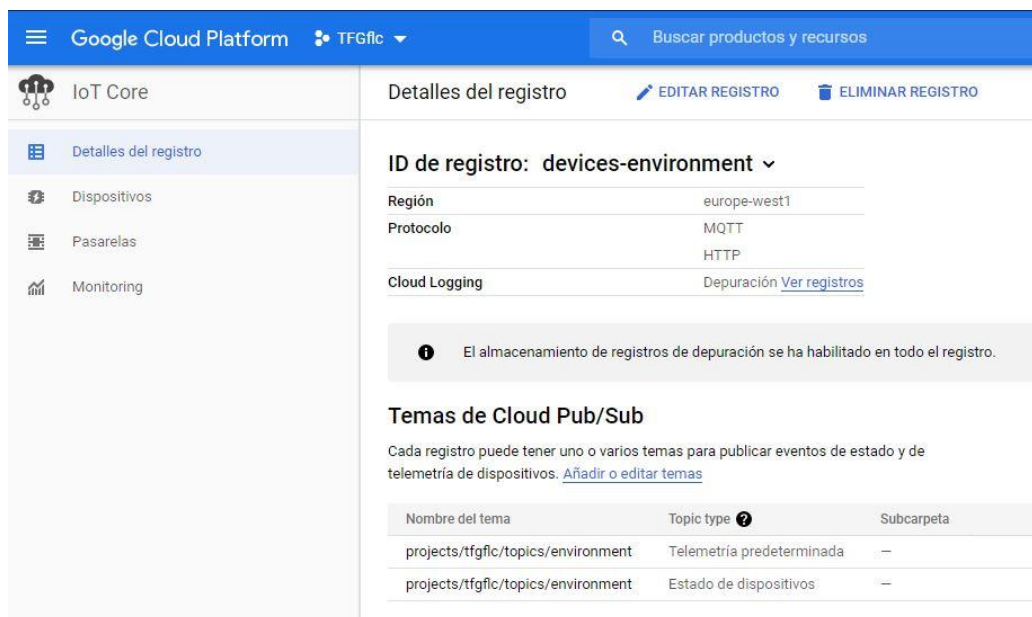 Google Cloud Platform TFGflc Buscar productos y recursos
IoT Core
Detalles del registro
Dispositivos
Pasarelas
Monitoring
Detalles del registro EDITAR REGISTRO ELIMINAR REGISTRO
ID de registro: devices-environment
Región europe-west1
Protocolo MQTT
HTTP
Cloud Logging Depuración Ver registros
El almacenamiento de registros de depuración se ha habilitado en todo el registro.
Temas de Cloud Pub/Sub
Cada registro puede tener uno o varios temas para publicar eventos de estado y de
telemetría de dispositivos. Añadir o editar temas
Nombre del tema Topic type ? Subcarpeta
projects/tfgflc/topics/environment Telemetría predeterminada —
projects/tfgflc/topics/environment Estado de dispositivos —